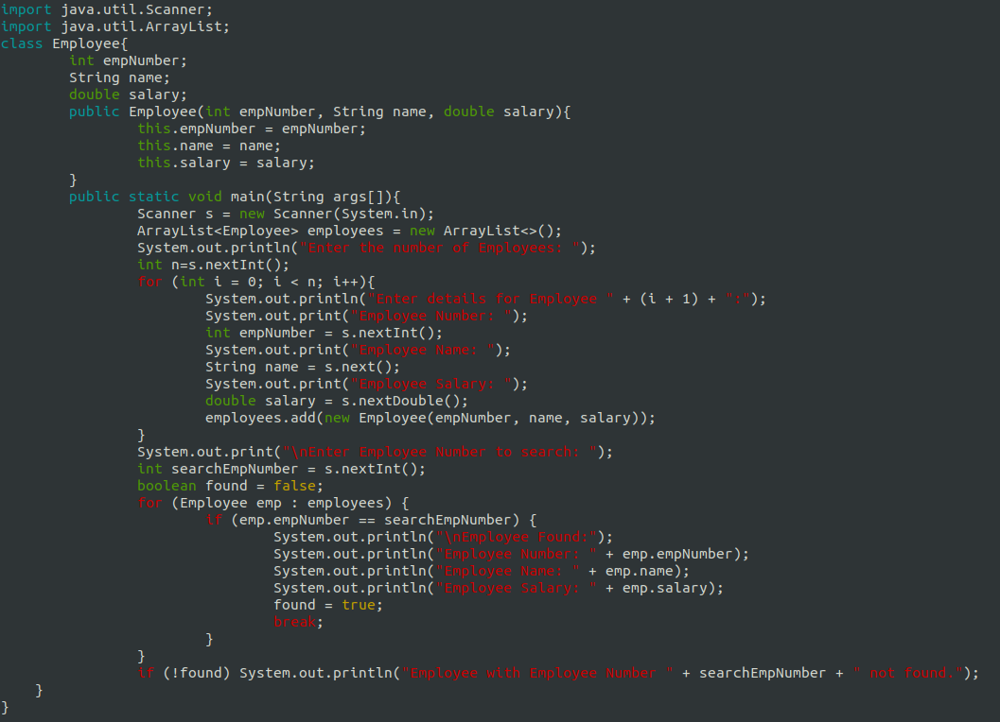 import java.util.Scanner;
import java.util.ArrayList;
class Employee{
        int empNumber;
        String name;
        double salary;
        public Employee(int empNumber, String name, double salary){
                this.empNumber = empNumber;
                this.name = name;
                this.salary = salary;
        }
        public static void main(String args[]){
                Scanner s = new Scanner(System.in);
                ArrayList<Employee> employees = new ArrayList<>();
                System.out.println("Enter the number of Employees: ");
                int n=s.nextInt();
                for (int i = 0; i < n; i++){
                        System.out.println("Enter details for Employee " + (i + 1) + ":");
                        System.out.print("Employee Number: ");
                        int empNumber = s.nextInt();
                        System.out.print("Employee Name: ");
                        String name = s.next();
                        System.out.print("Employee Salary: ");
                        double salary = s.nextDouble();
                        employees.add(new Employee(empNumber, name, salary));
                }
                System.out.print("\nEnter Employee Number to search: ");
                int searchEmpNumber = s.nextInt();
                boolean found = false;
                for (Employee emp : employees) {
                        if (emp.empNumber == searchEmpNumber) {
                                System.out.println("\nEmployee Found:");
                                System.out.println("Employee Number: " + emp.empNumber);
                                System.out.println("Employee Name: " + emp.name);
                                System.out.println("Employee Salary: " + emp.salary);
                                found = true;
                                break;
                        }
                }
                if (!found) System.out.println("Employee with Employee Number " + searchEmpNumber + " not found.");
    }
}